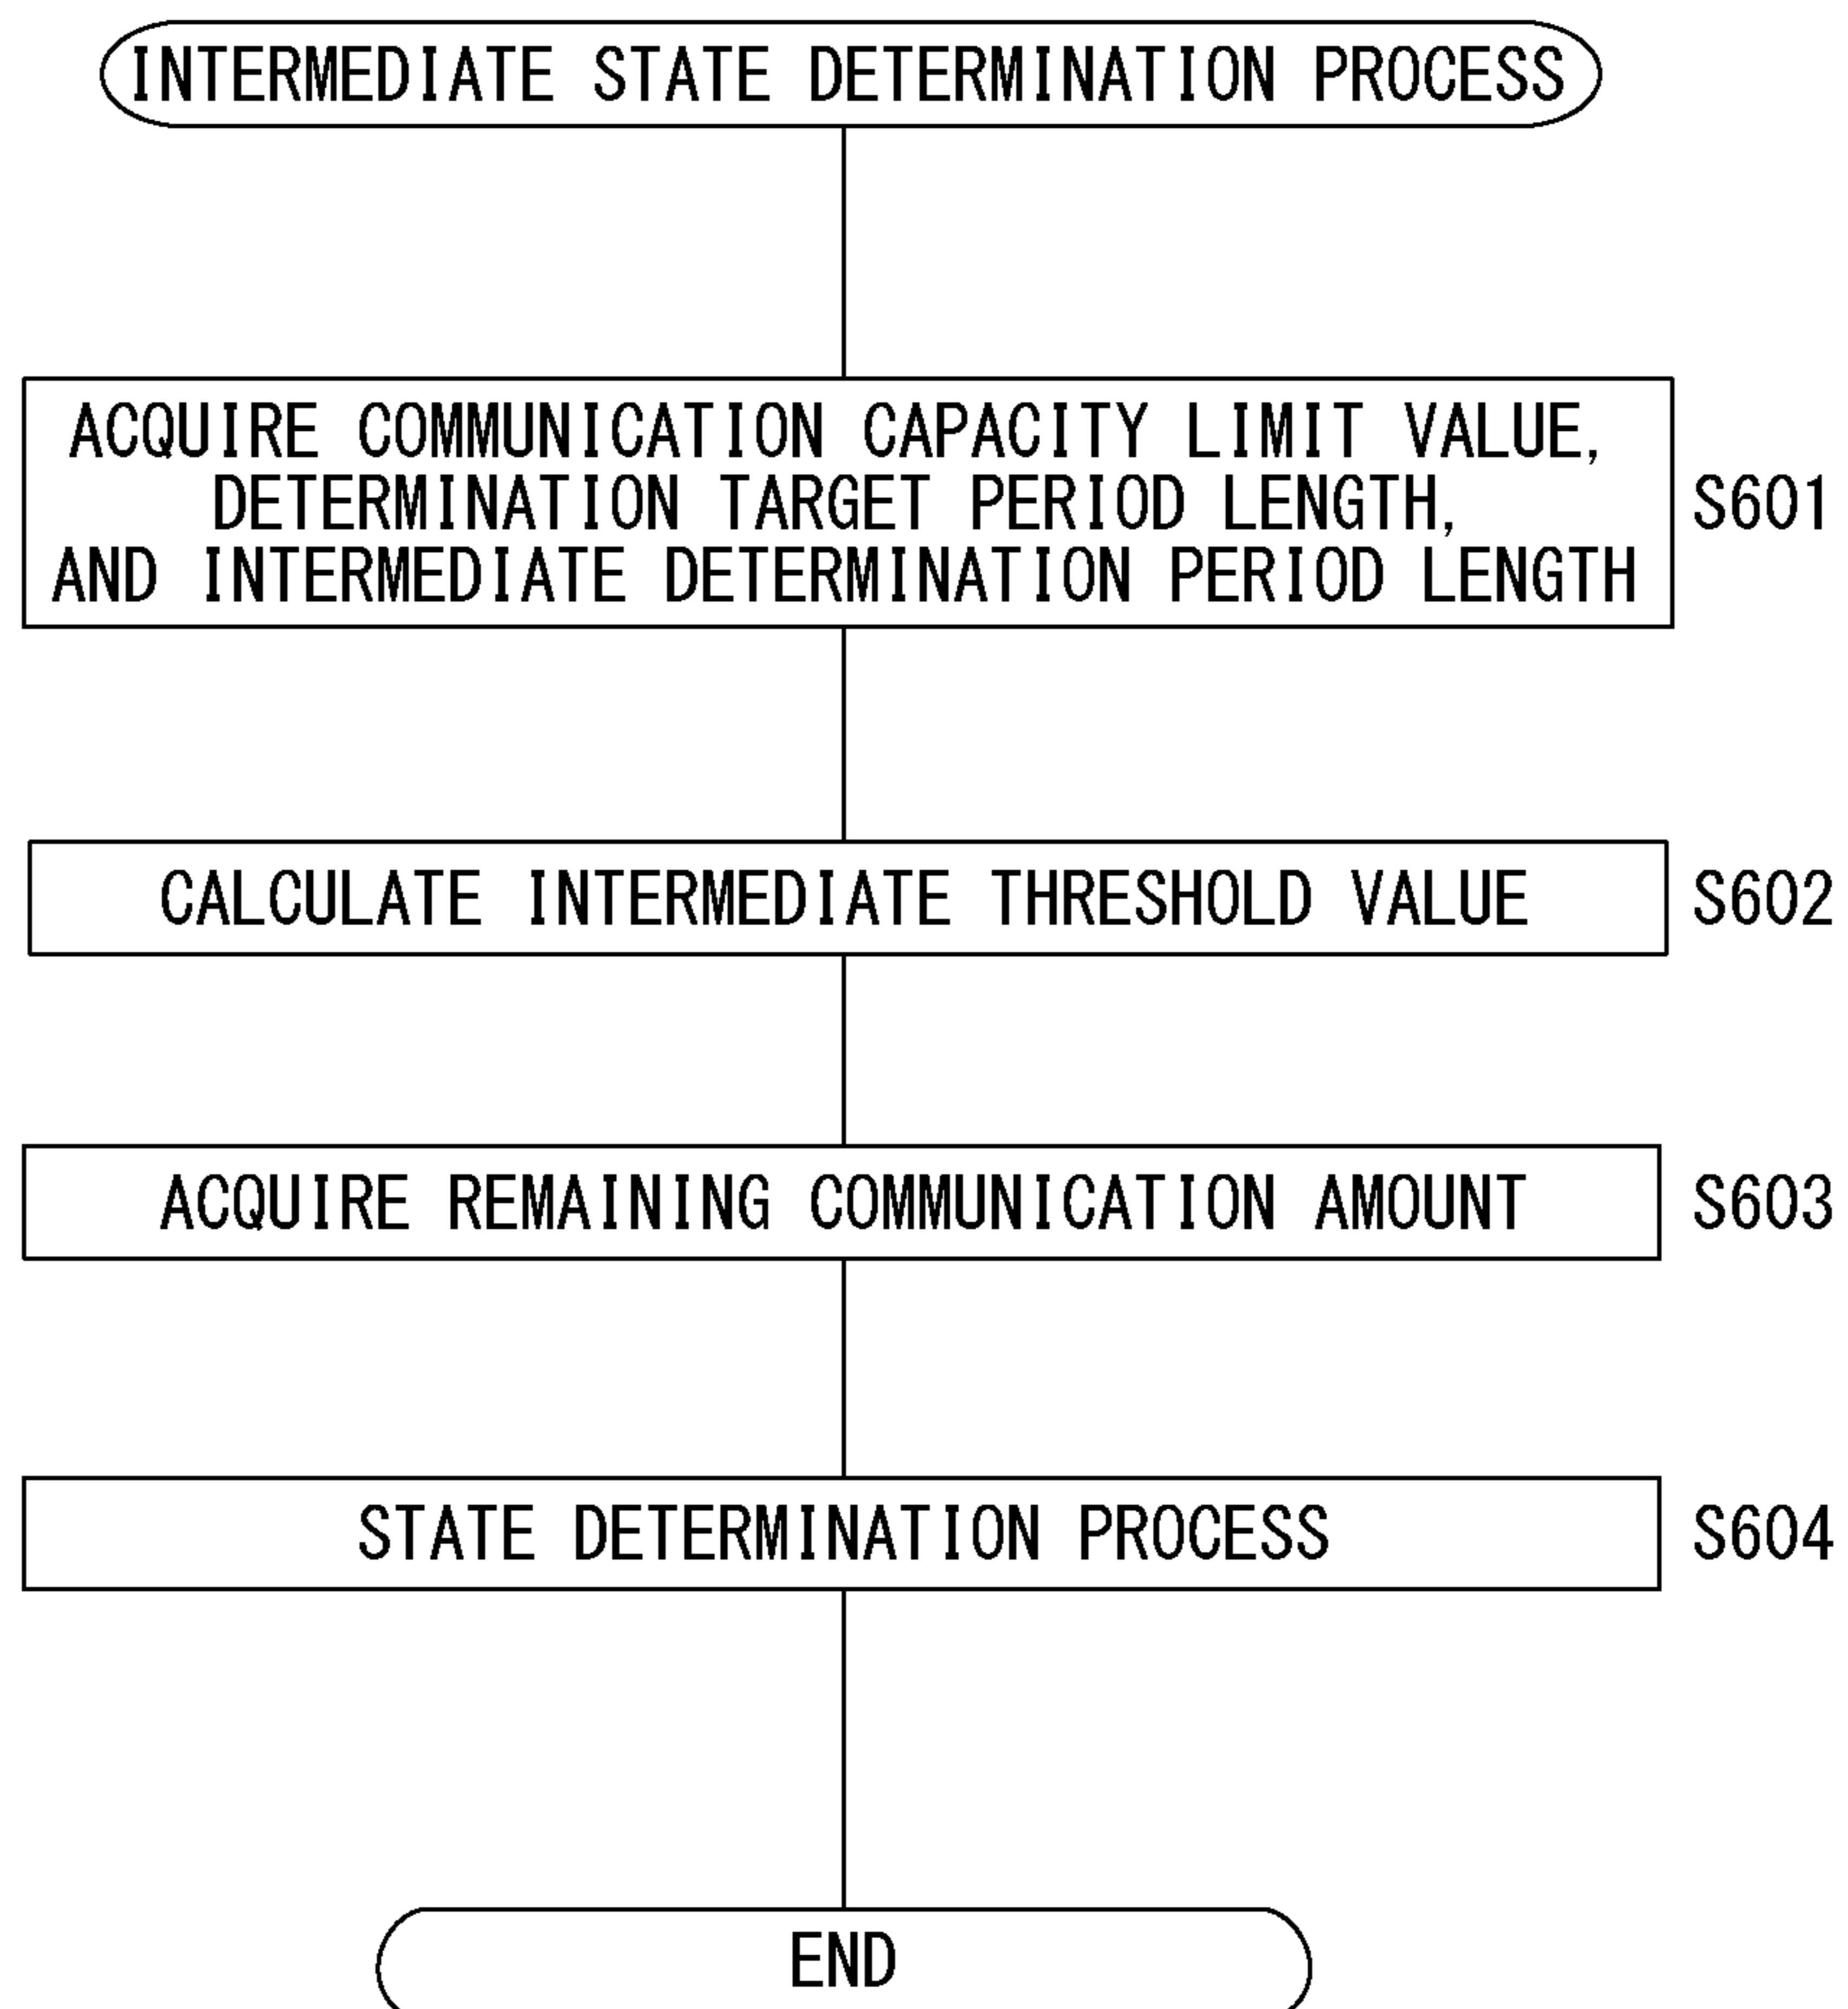 INTERMEDIATE STATE DETERMINATION PROCESS
ACQUIRE COMMUNICATION CAPACITY LIMIT VALUE,
DETERMINATION TARGET PERIOD LENGTH,
AND INTERMEDIATE DETERMINATION PERIOD LENGTH
S601
CALCULATE INTERMEDIATE THRESHOLD VALUE
S602
ACQUIRE REMAINING COMMUNICATION AMOUNT
S603
STATE DETERMINATION PROCESS
S604
END